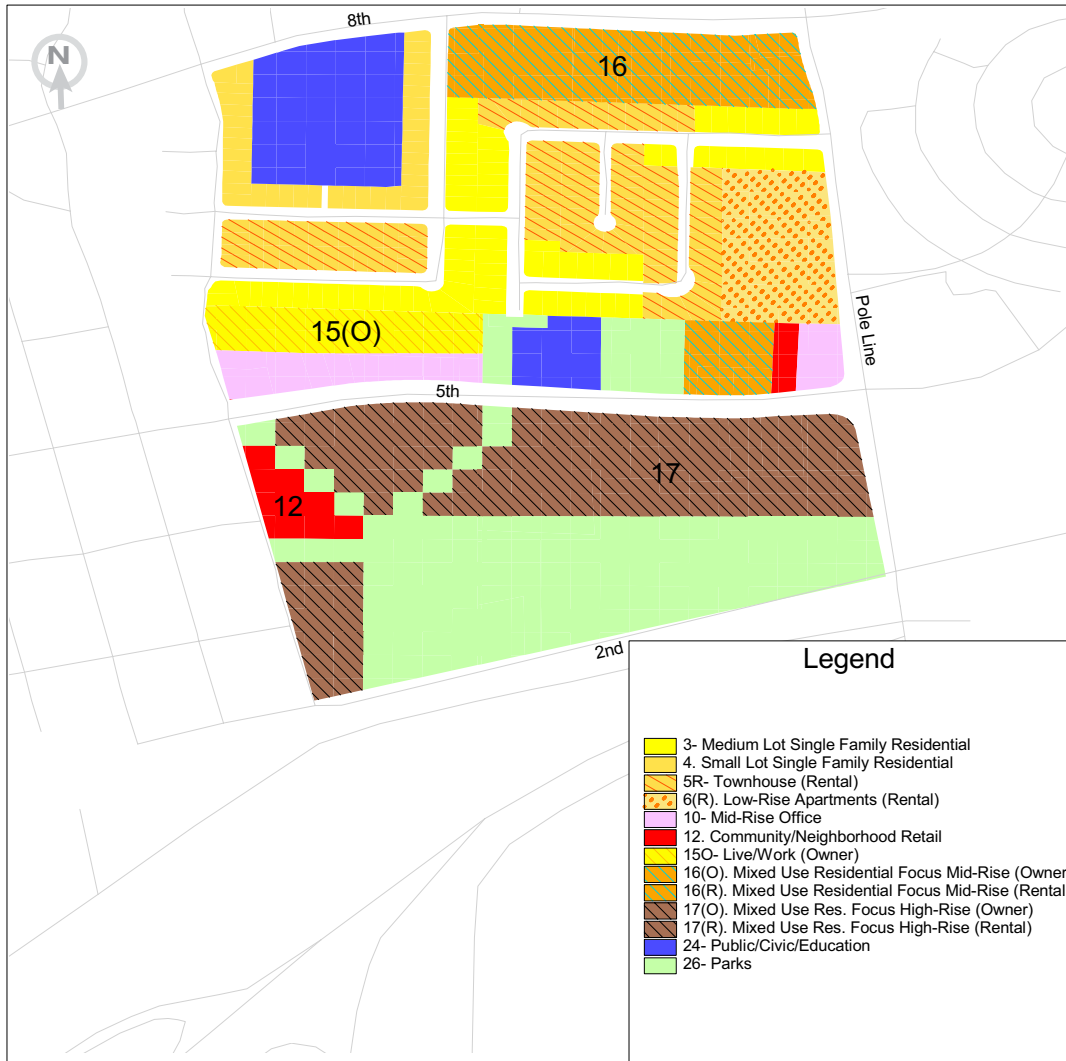 8th
N
16
15(O)
Pole Line
5th
17
12
2nd
Legend
3- Medium Lot Single Family Residential
4. Small Lot Single Family Residential
5R- Townhouse (Rental)
6(R). Low-Rise Apartments (Rental)
10- Mid-Rise Office
12. Community/Neighborhood Retail
15O- Live/Work (Owner)
16(O). Mixed Use Residential Focus Mid-Rise (Owner
16(R). Mixed Use Residential Focus Mid-Rise (Rental
17(O). Mixed Use Res. Focus High-Rise (Owner)
17(R). Mixed Use Res. Focus High-Rise (Rental)
24- Public/Civic/Education
26- Parks